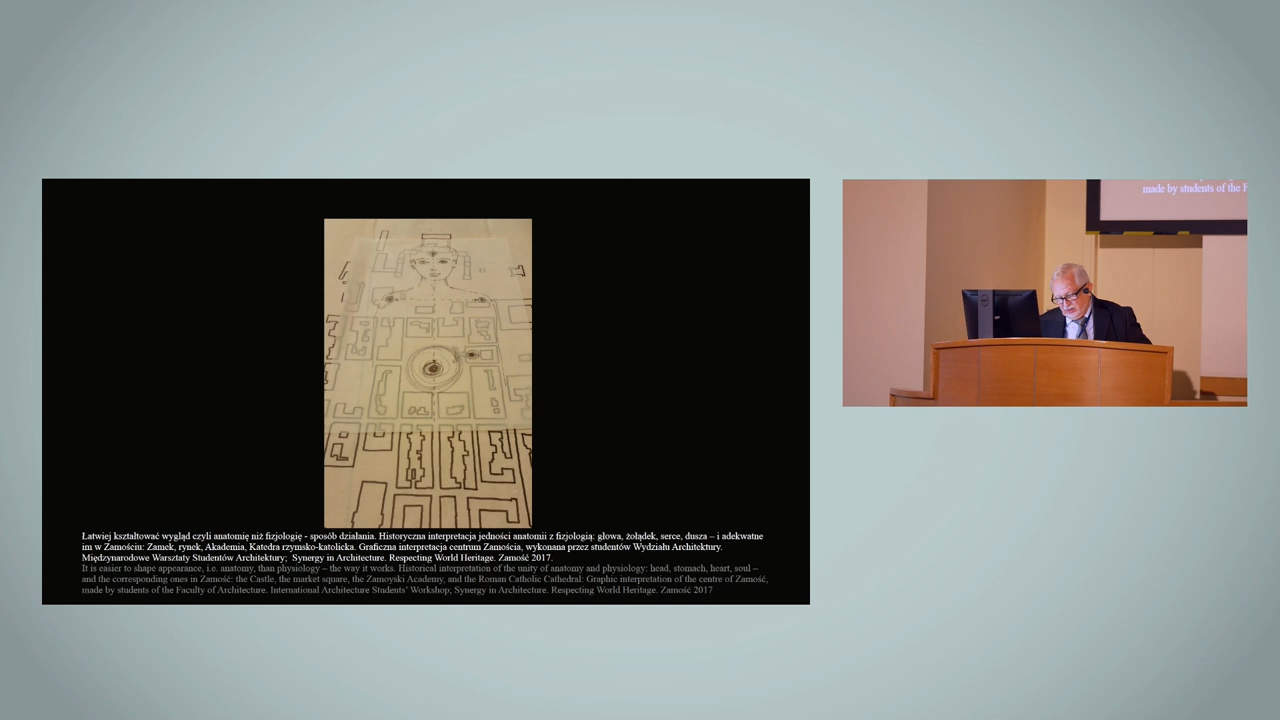 Łatwiej kształtować wygląd czyli anatomię niż fizjologię - sposób działania. Historyczna interpretacja jedności anatomii z fizjologią: głowa, żołądek, serce, dusza – i adekwatne
im w Zamościu: Zamek, rynek, Akademia, Katedra rzymsko-katolicka. Graficzna interpretacja centrum Zamościa, wykonana przez studentów Wydziału Architektury.
Międzynarodowe Warsztaty Studentów Architektury; Synergy in Architecture. Respecting World Heritage. Zamość 2017.
It is easier to shape appearance, i.e. anatomy, than physiology – the way it works. Historical interpretation of the unity of anatomy and physiology: head, stomach, heart, soul –
and the corresponding ones in Zamość: the Castle, the market square, the Zamoyski Academy, and the Roman Catholic Cathedral: Graphic interpretation of the centre of Zamość,
made by students of the Faculty of Architecture. International Architecture Students' Workshop; Synergy in Architecture. Respecting World Heritage. Zamość 2017
made by students of the F